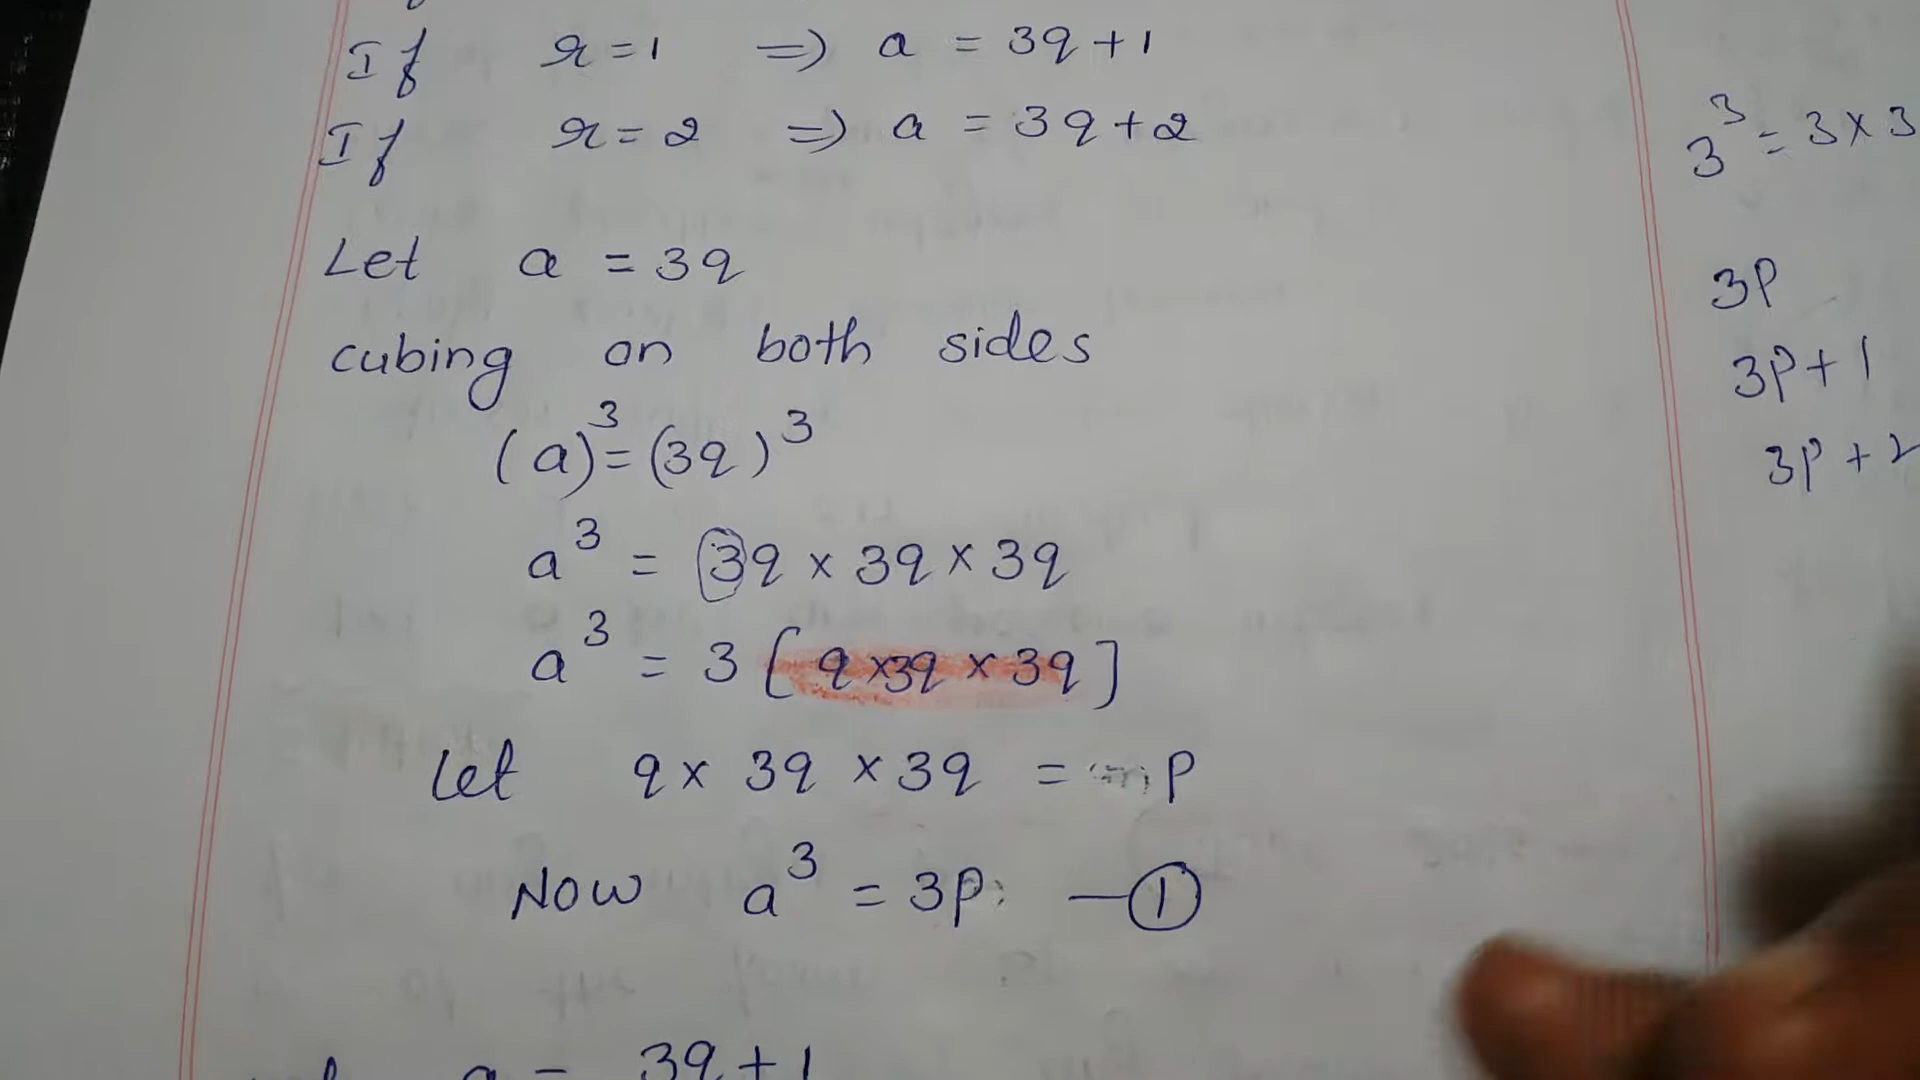 If r = 1 ⇒ a = 3q + 1
If r = 2 ⇒ a = 3q + 2
Let a = 3q
cubing on both sides
(a)³ = (3q)³
a³ = 3q × 3q × 3q
a³ = 3 [ q × 3q × 3q ]
Let q × 3q × 3q = p
Now a³ = 3p. — ①
a = 3q + 1
3³ = 3 × 3
3p
3p + 1
3p + 2